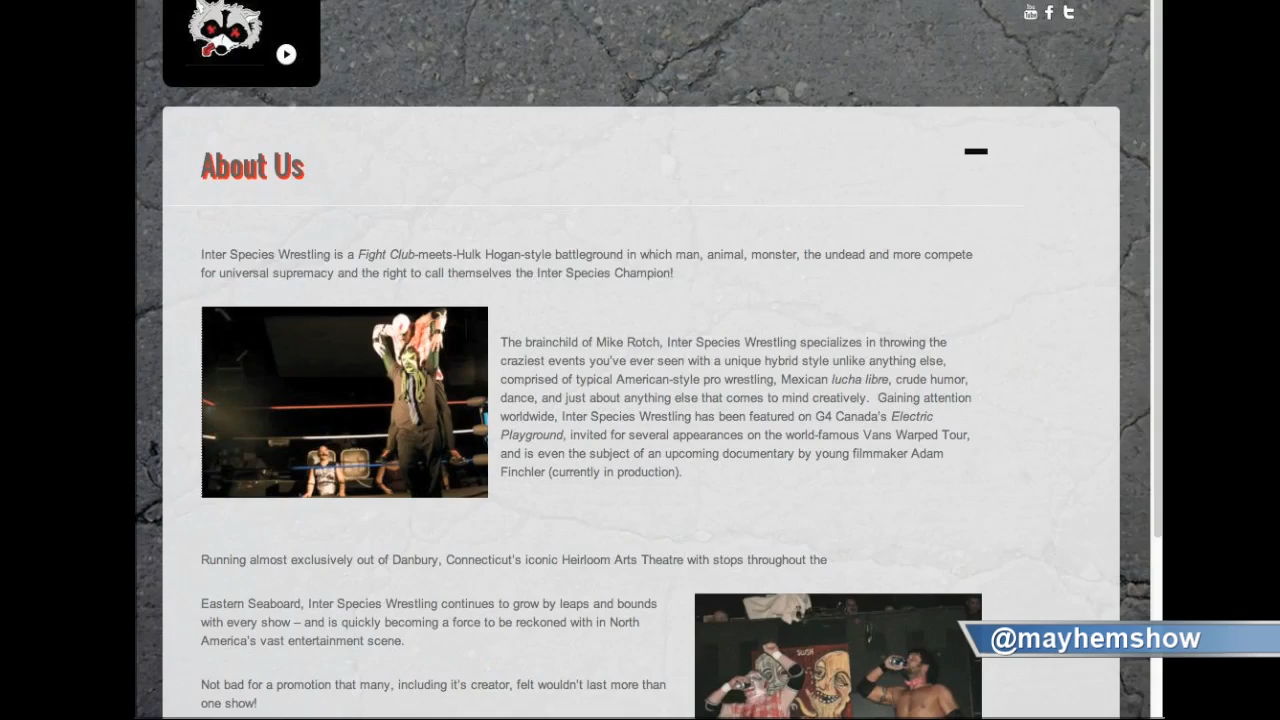 You
Tube
About Us
Inter Species Wrestling is a Fight Club-meets-Hulk Hogan-style battleground in which man, animal, monster, the undead and more compete
for universal supremacy and the right to call themselves the Inter Species Champion!
The brainchild of Mike Rotch, Inter Species Wrestling specializes in throwing the
craziest events you've ever seen with a unique hybrid style unlike anything else,
comprised of typical American-style pro wrestling, Mexican lucha libre, crude humor,
dance, and just about anything else that comes to mind creatively.  Gaining attention
worldwide, Inter Species Wrestling has been featured on G4 Canada's Electric
Playground, invited for several appearances on the world-famous Vans Warped Tour,
and is even the subject of an upcoming documentary by young filmmaker Adam
Finchler (currently in production).
Running almost exclusively out of Danbury, Connecticut's iconic Heirloom Arts Theatre with stops throughout the
Eastern Seaboard, Inter Species Wrestling continues to grow by leaps and bounds
with every show – and is quickly becoming a force to be reckoned with in North
America's vast entertainment scene.
@mayhemshow
Not bad for a promotion that many, including it's creator, felt wouldn't last more than
one show!